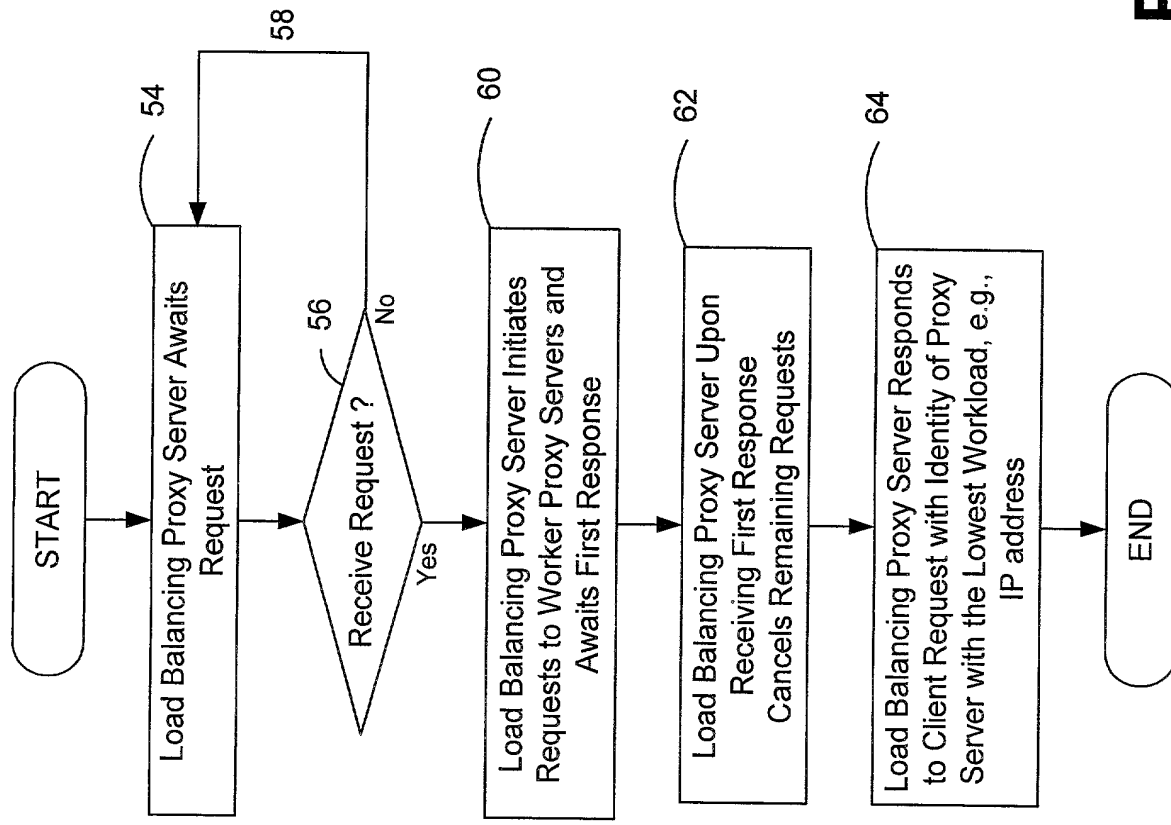 START
54
Load Balancing Proxy Server Awaits
Request
58
56
Receive Request ?
No
Yes
60
Load Balancing Proxy Server Initiates
Requests to Worker Proxy Servers and
Awaits First Response
62
Load Balancing Proxy Server Upon
Receiving First Response
Cancels Remaining Requests
64
Load Balancing Proxy Server Responds
to Client Request with Identity of Proxy
Server with the Lowest Workload, e.g.,
IP address
END